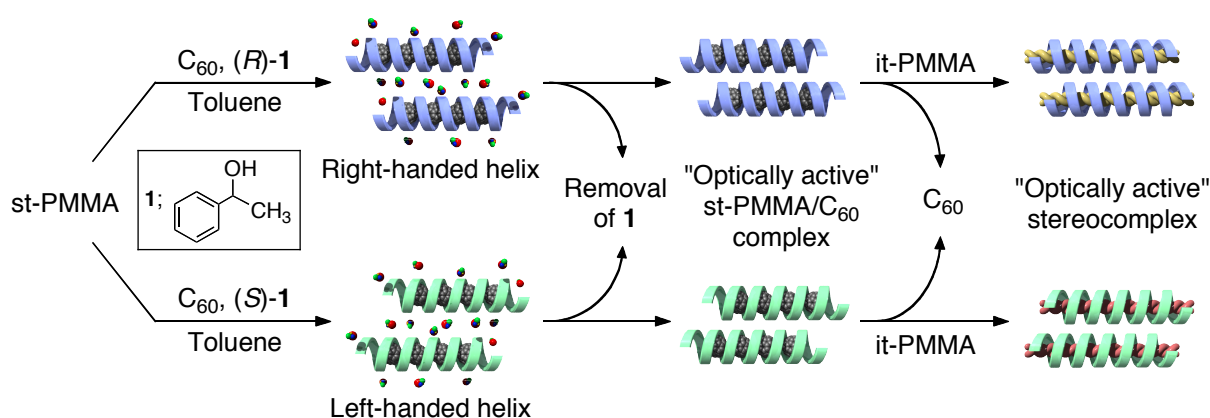 C60, (R)-1
Toluene
it-PMMA
Right-handed helix
st-PMMA
1;
OH
CH3
Removal
of 1
"Optically active"
st-PMMA/C60
complex
C60
"Optically active"
stereocomplex
C60, (S)-1
Toluene
it-PMMA
Left-handed helix